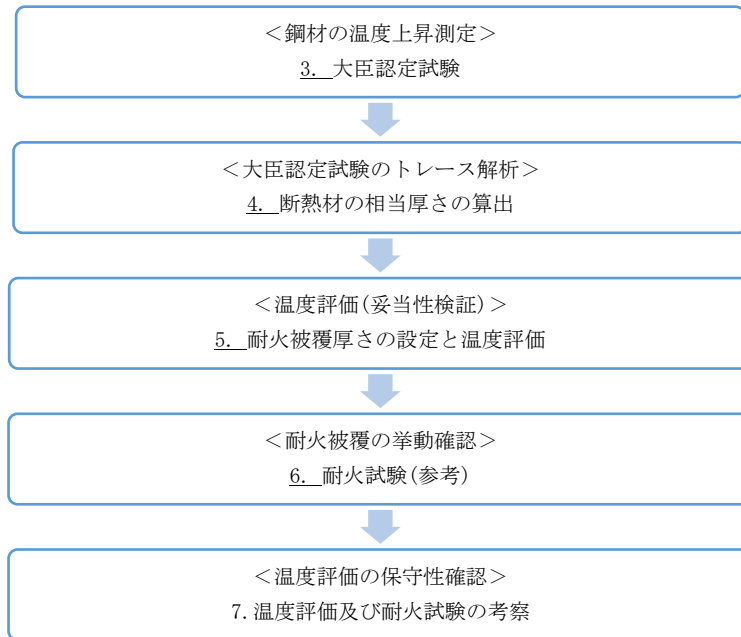 ＜鋼材の温度上昇測定＞
3. 大臣認定試験
＜大臣認定試験のトレース解析＞
4. 断熱材の相当厚さの算出
＜温度評価(妥当性検証)＞
5. 耐火被覆厚さの設定と温度評価
＜耐火被覆の挙動確認＞
6. 耐火試験(参考)
＜温度評価の保守性確認＞
7.温度評価及び耐火試験の考察